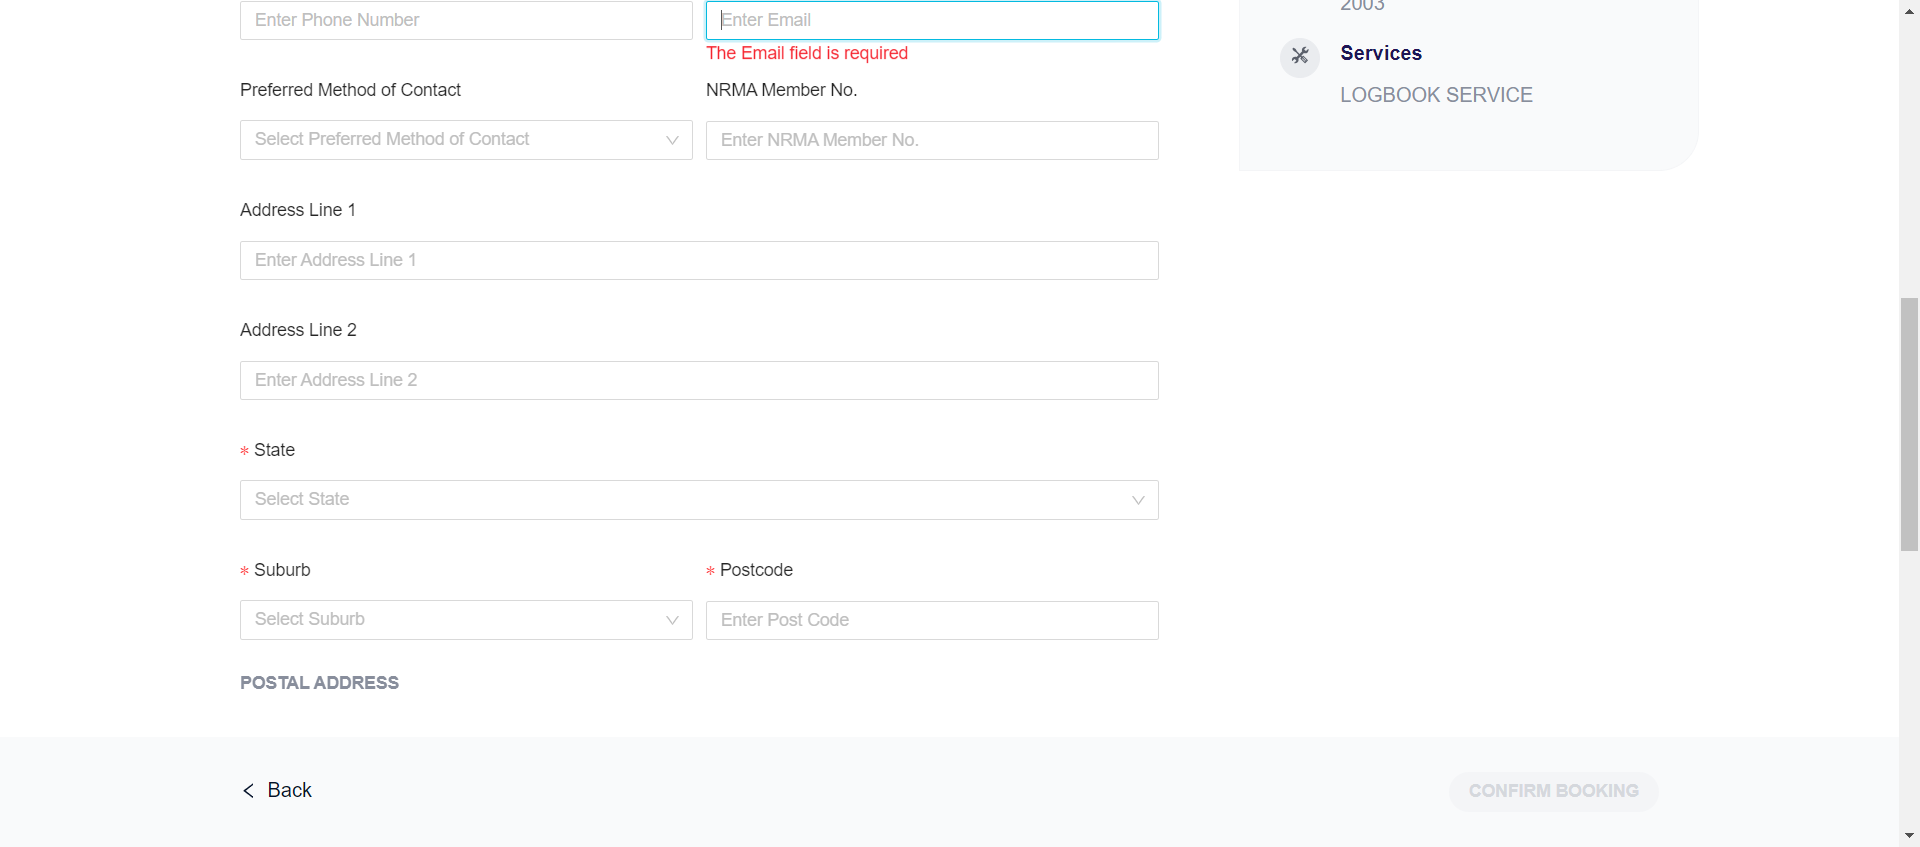 Enter Phone Number
Enter Email
The Email field is required
Preferred Method of Contact
NRMA Member No.
Select Preferred Method of Contact
Enter NRMA Member No.
Address Line 1
Enter Address Line 1
Address Line 2
Enter Address Line 2
* State
Select State
* Suburb
* Postcode
Select Suburb
Enter Post Code
POSTAL ADDRESS
2003
Services
LOGBOOK SERVICE
< Back
CONFIRM BOOKING